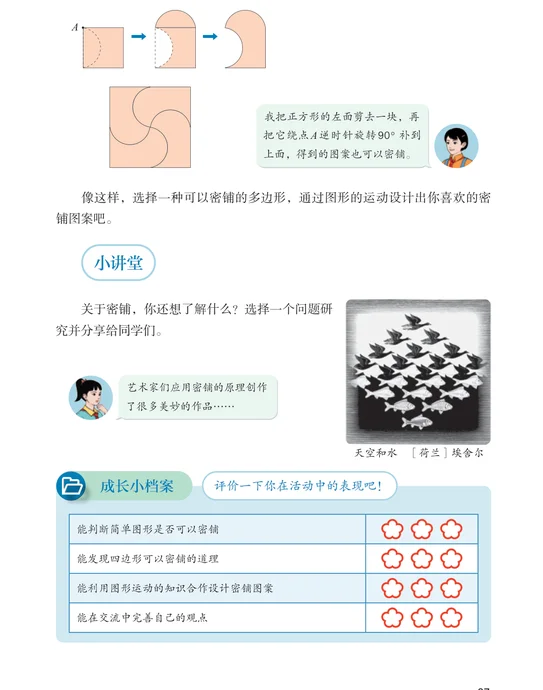 A
我把正方形的左面剪去一块，再
把它绕点A逆时针旋转90°补到
上面，得到的图案也可以密铺。
像这样，选择一种可以密铺的多边形，通过图形的运动设计出你喜欢的密
铺图案吧。
小讲堂
关于密铺，你还想了解什么？选择一个问题研
究并分享给同学们。
艺术家们应用密铺的原理创作
了很多美妙的作品……
天空和水 ［荷兰］埃舍尔
成长小档案
评价一下你在活动中的表现吧！
能判断简单图形是否可以密铺
能发现四边形可以密铺的道理
能利用图形运动的知识合作设计密铺图案
能在交流中完善自己的观点